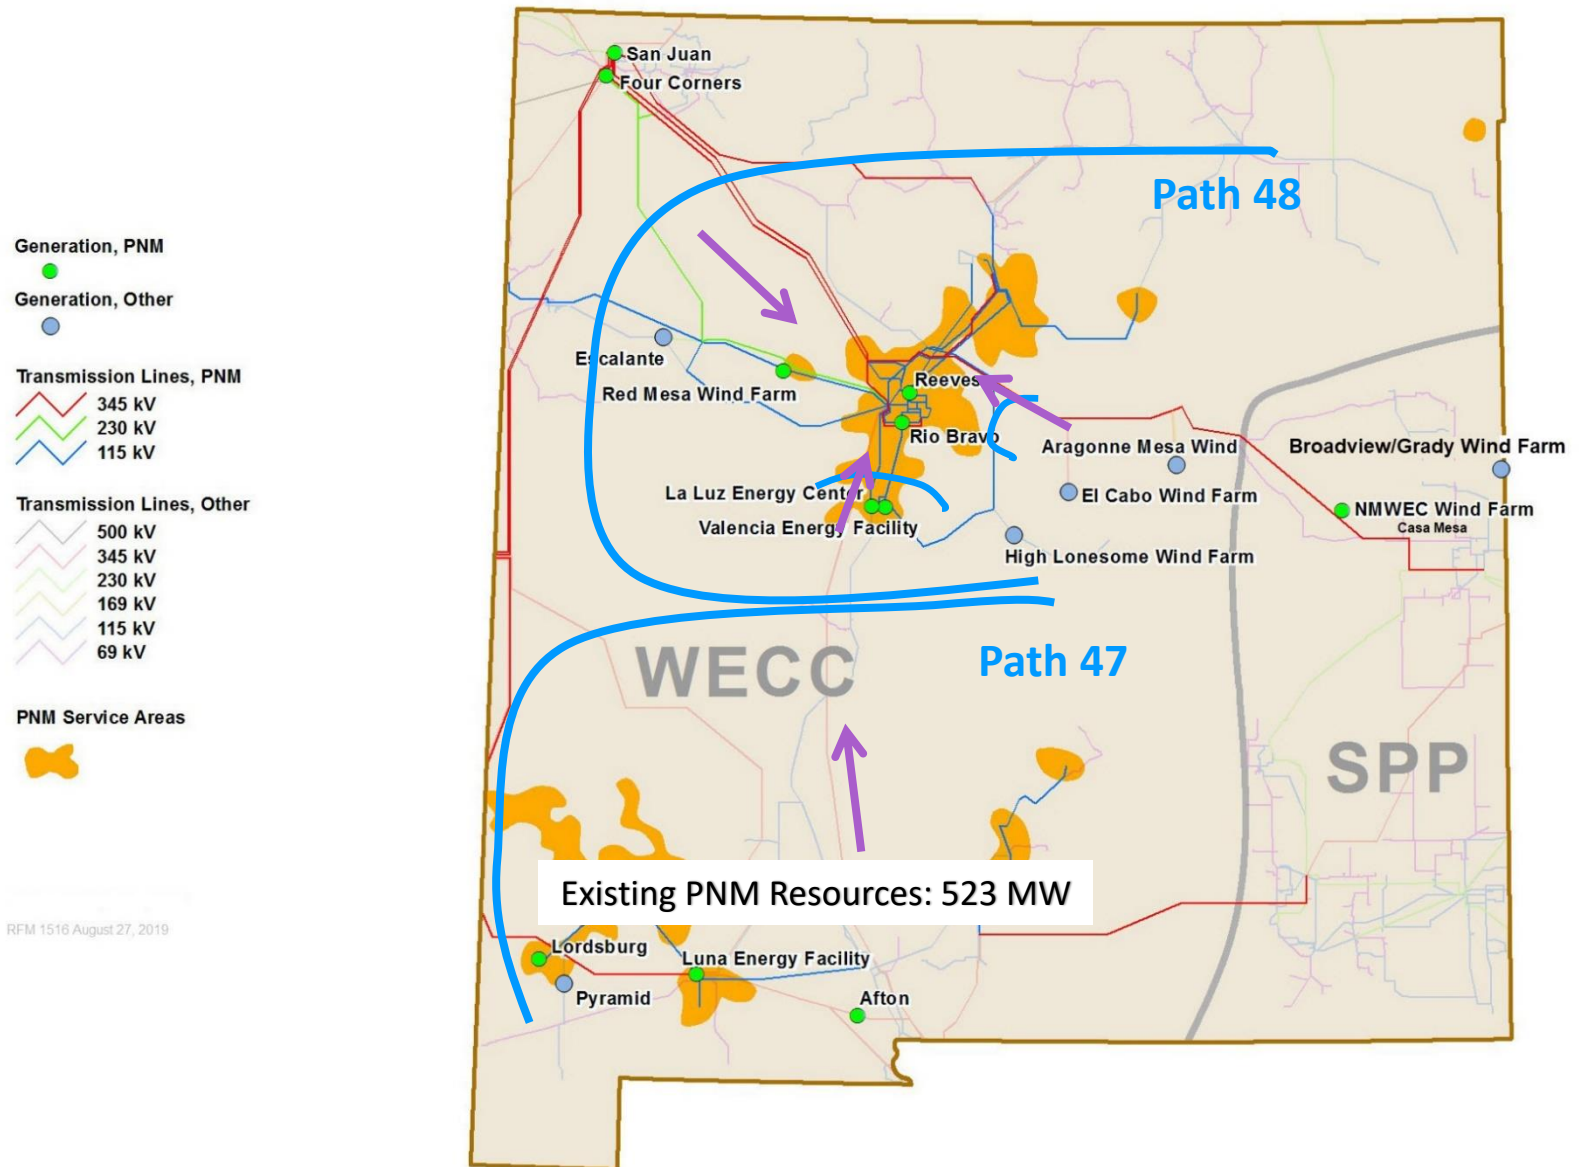 San Juan
Four Corners
Path 48
Generation, PNM
Generation, Other
Escalante
Red Mesa Wind Farm
Reeves
Transmission Lines, PNM
345 kV
230 kV
115 kV
Rio Bravo
Aragonne Mesa Wind
Broadview/Grady Wind Farm
La Luz Energy Center
El Cabo Wind Farm
NMWEC Wind Farm
Casa Mesa
Valencia Energy Facility
High Lonesome Wind Farm
Transmission Lines, Other
500 kV
345 kV
230 kV
169 kV
115 kV
69 kV
WECC
Path 47
PNM Service Areas
SPP
Existing PNM Resources: 523 MW
RFM 1516 August 27, 2019
Lordsburg
Luna Energy Facility
Pyramid
Afton